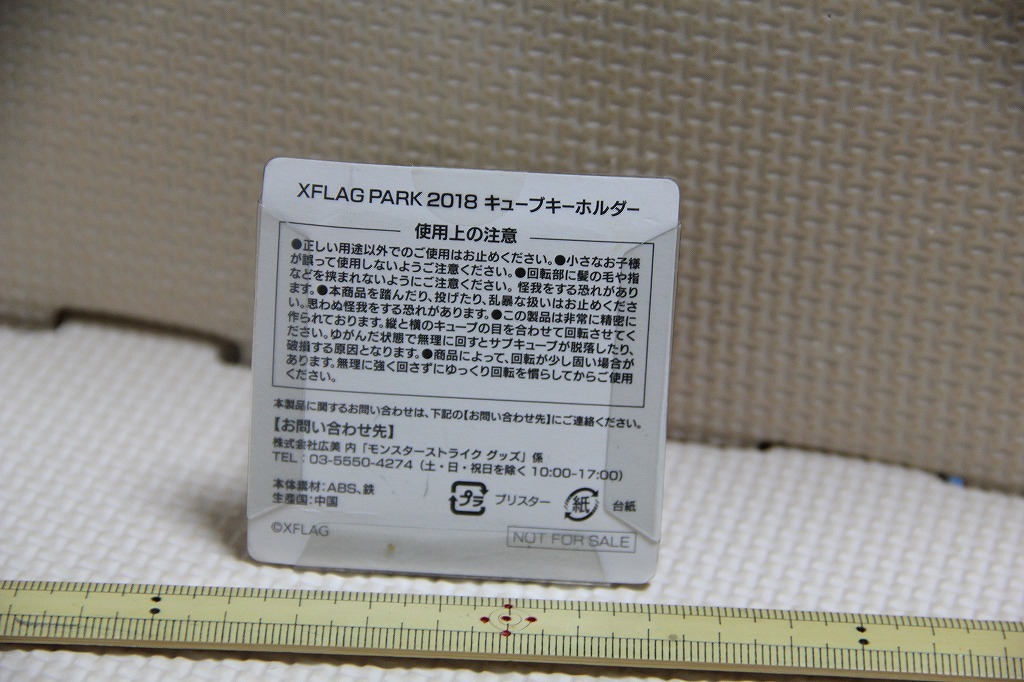 XFLAG PARK 2018 キューブキーホルダー
使用上の注意
●正しい用途以外でのご使用はお止めください。●小さなお子様
が誤って使用しないようご注意ください。●回転部に髪の毛や指
などを挟まれないようにご注意ください。怪我をする恐れがあり
ます。●本商品を踏んだり、投げたり、乱暴な扱いはお止めくださ
い。思わぬ怪我をする恐れがあります。●この製品は非常に精密に
作られております。縦と横のキューブの目を合わせて回転させてく
ださい。ゆがんだ状態で無理に回すとサブキューブが脱落したり、
破損する原因となります。●商品によって、回転が少し固い場合が
あります。無理に強く回さずにゆっくり回転を慣らしてからご使用
ください。
本製品に関するお問い合わせは、下記の【お問い合わせ先】にご連絡ください。
【お問い合わせ先】
株式会社広美 内「モンスターストライク グッズ」係
TEL：03-5550-4274（土・日・祝日を除く 10:00-17:00）
本体素材：ABS、鉄
生産国：中国
プラ ブリスター 紙 台紙
©XFLAG
NOT FOR SALE